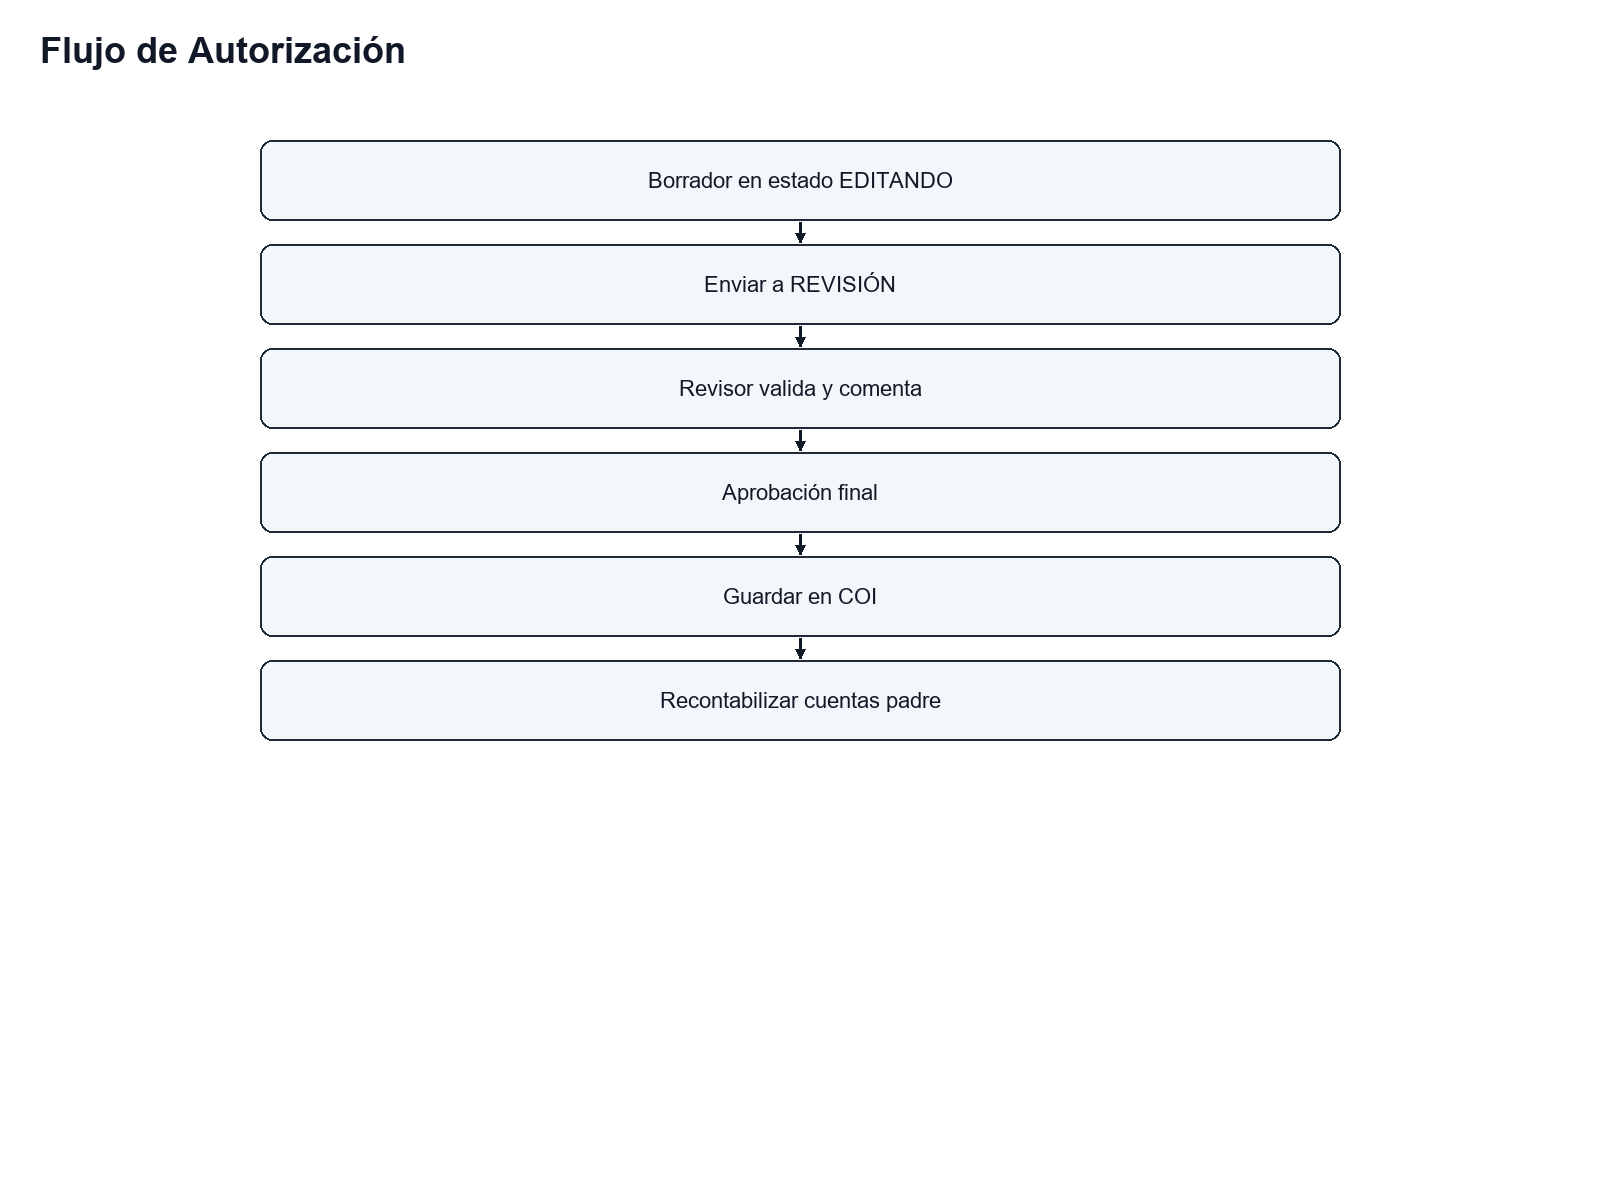 Flujo de Autorización
Borrador en estado EDITANDO
Enviar a REVISIÓN
Revisor valida y comenta
Aprobación final
Guardar en COI
Recontabilizar cuentas padre